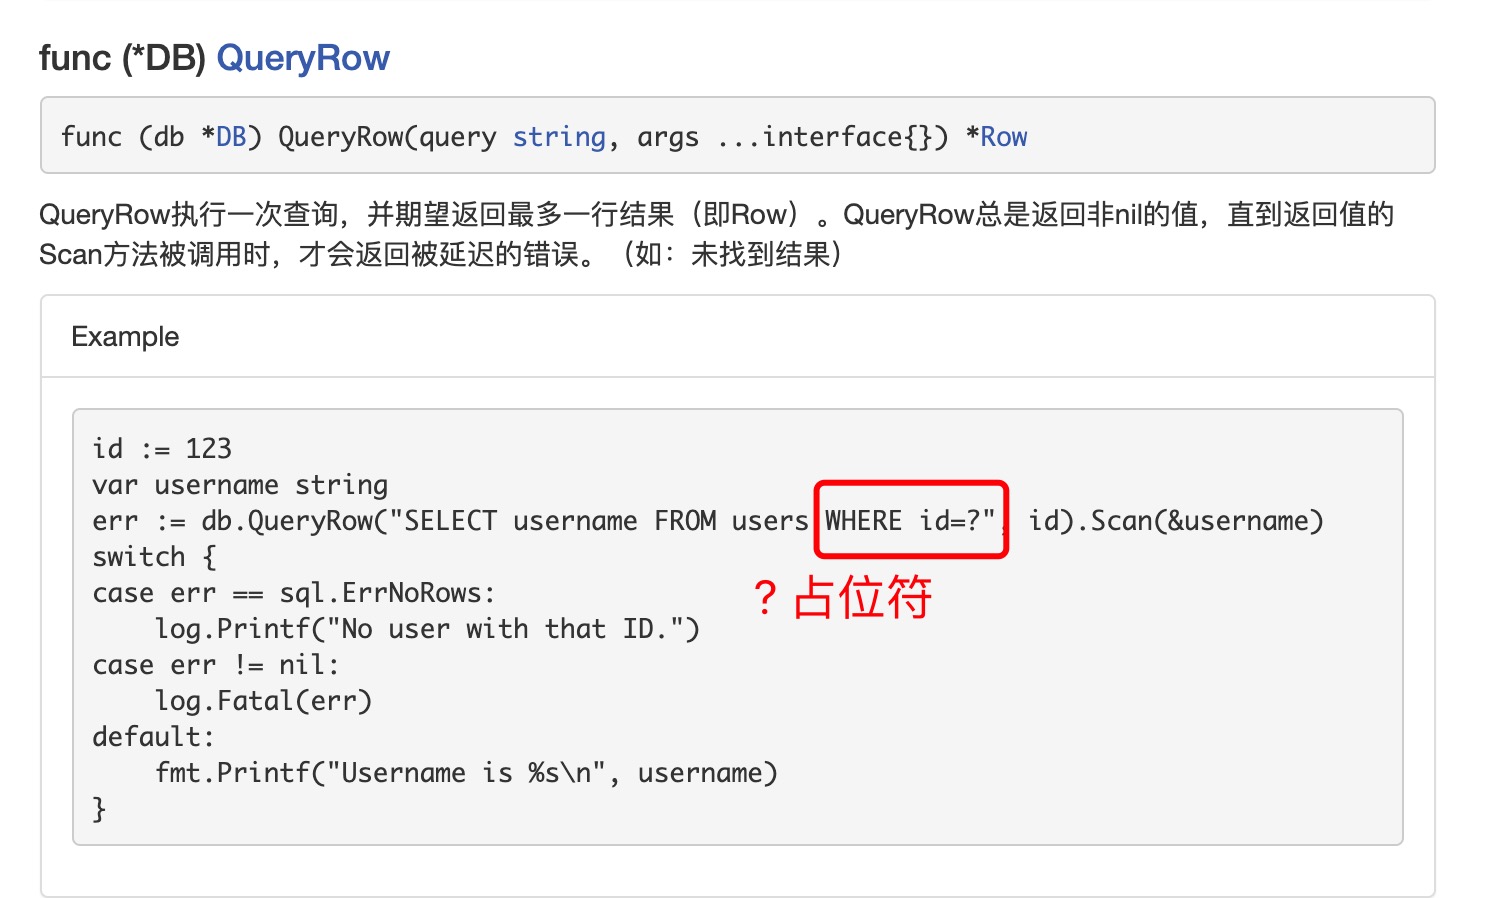 func (*DB) QueryRow
func (db *DB) QueryRow(query string, args ...interface{}) *Row
QueryRow执行一次查询，并期望返回最多一行结果（即Row）。QueryRow总是返回非nil的值，直到返回值的
Scan方法被调用时，才会返回被延迟的错误。（如：未找到结果）
Example
id := 123
var username string
err := db.QueryRow("SELECT username FROM users WHERE id=?", id).Scan(&username)
switch {
case err == sql.ErrNoRows:
    log.Printf("No user with that ID.")
case err != nil:
    log.Fatal(err)
default:
    fmt.Printf("Username is %s\n", username)
}
？占位符